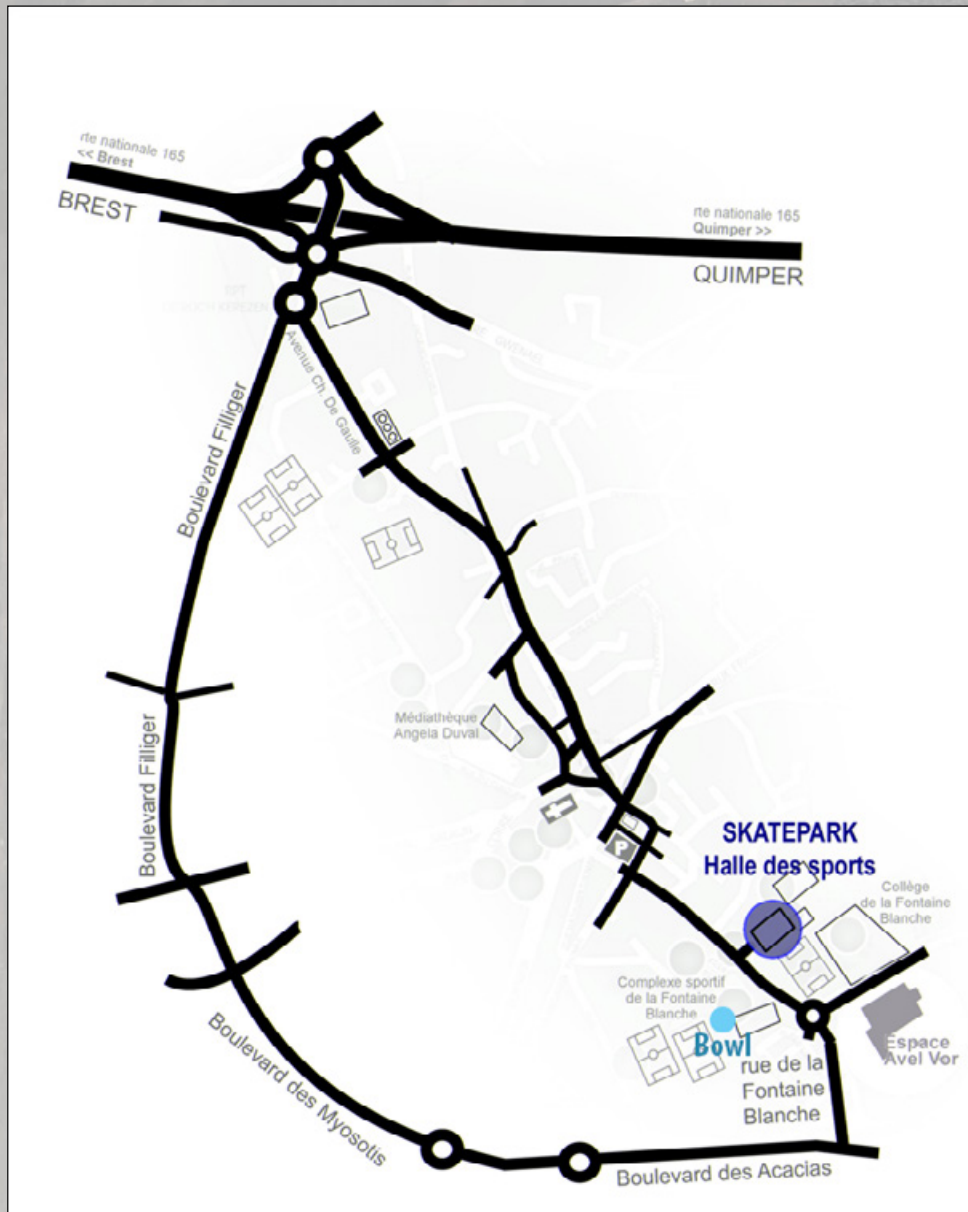 rte nationale 165
<< Brest
BREST
rte nationale 165
Quimper >>
QUIMPER
Avenue Ch. De Gaulle
Boulevard Filliger
Médiathèque
Angela Duval
Boulevard Filliger
P
SKATEPARK
Halle des sports
Collège
de la Fontaine
Blanche
Complexe sportif
de la Fontaine
Blanche
Bowl
Espace
Avel Vor
rue de la
Fontaine
Blanche
Boulevard des Myosotis
Boulevard des Acacias